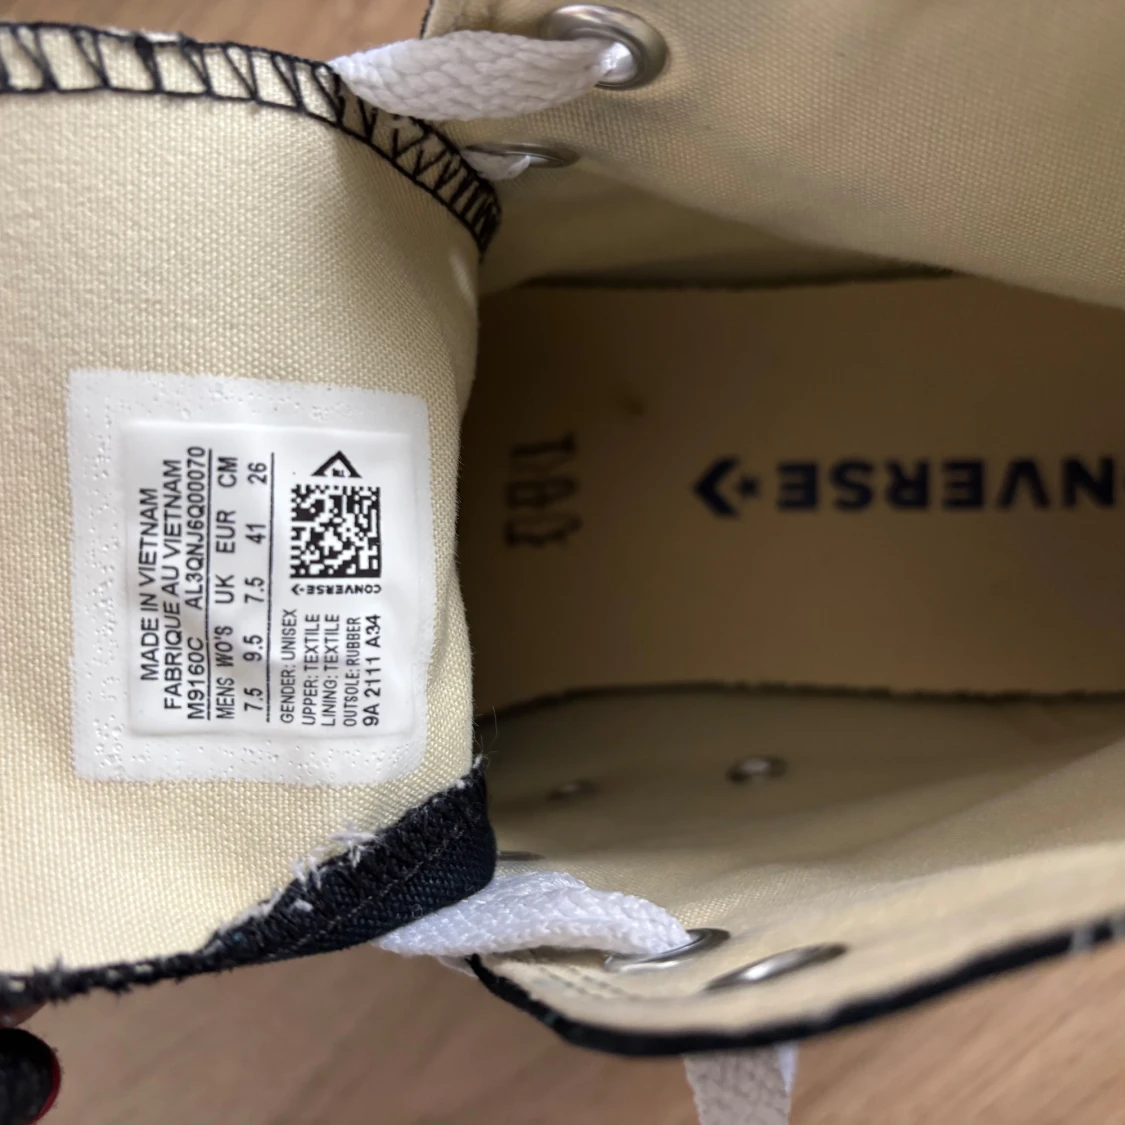 MADE IN VIETNAM
FABRIQUE AU VIETNAM
M9160C AL3QNJ6Q00070
MENS WO'S UK EUR CM
7.5 9.5 7.5 41 26
GENDER: UNISEX
UPPER: TEXTILE
LINING: TEXTILE
OUTSOLE: RUBBER
9A 2111 A34
CONVERSE
NVERSE